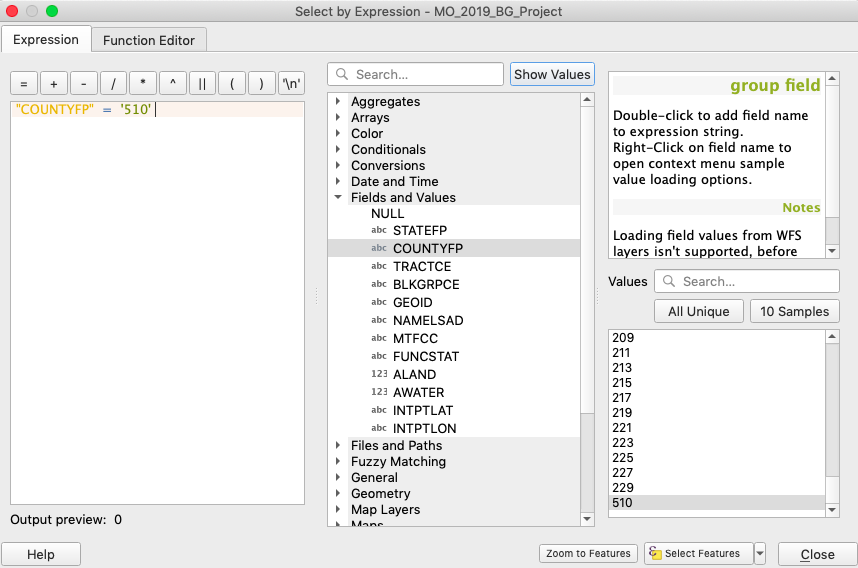 Select by Expression - MO_2019_BG_Project
Expression
Function Editor
= + - / * ^ || ( ) '\n'
"COUNTYFP" = '510'
Output preview: 0
Search...
Show Values
Aggregates
Arrays
Color
Conditionals
Conversions
Date and Time
Fields and Values
NULL
abc STATEFP
abc COUNTYFP
abc TRACTCE
abc BLKGRPCE
abc GEOID
abc NAMELSAD
abc MTFCC
abc FUNCSTAT
123 ALAND
123 AWATER
abc INTPTLAT
abc INTPTLON
Files and Paths
Fuzzy Matching
General
Geometry
Map Layers
Maps
group field
Double-click to add field name
to expression string.
Right-Click on field name to
open context menu sample
value loading options.
Notes
Loading field values from WFS
layers isn't supported, before
Values
Search...
All Unique
10 Samples
209
211
213
215
217
219
221
223
225
227
229
510
Help
Zoom to Features
Select Features
Close